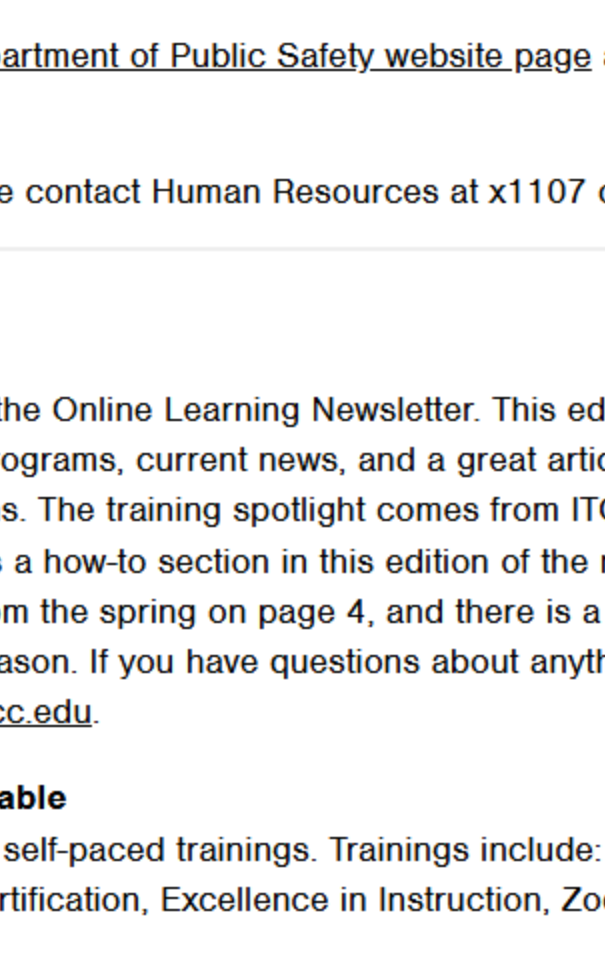 partment of Public Safety website page
e contact Human Resources at x1107
the Online Learning Newsletter. This ed
ograms, current news, and a great artic
s. The training spotlight comes from ITC
s a how-to section in this edition of the
om the spring on page 4, and there is a
ason. If you have questions about anyth
cc.edu.
able
self-paced trainings. Trainings include:
rtification, Excellence in Instruction, Zo